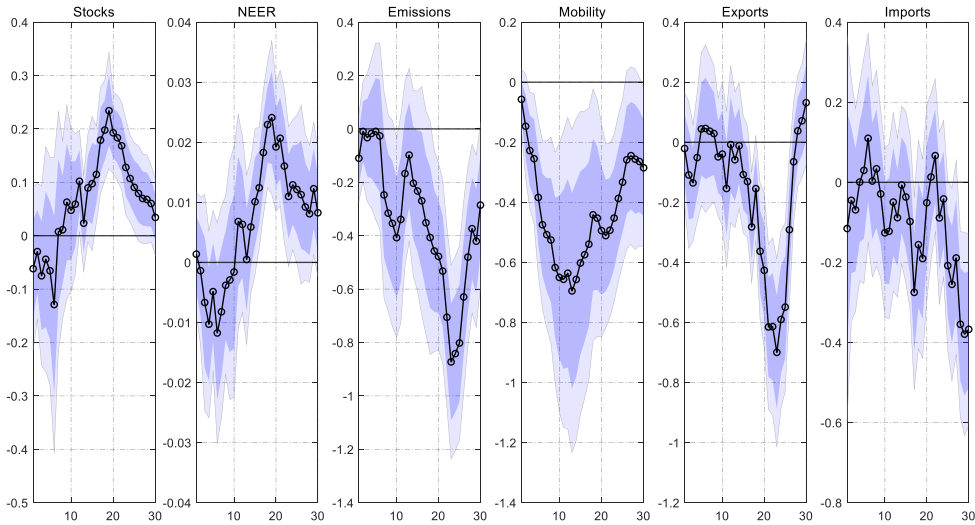 Stocks NEER Emissions Mobility Exports Imports
0.4 0.04 0.4 0.2 0.4 0.4
0.3 0.03 0.2 0 0.2 0.2
0.2 0.02 0 -0.2 0 0
0.1 0.01 -0.2 -0.4 -0.2 -0.2
0 0 -0.4 -0.6 -0.4 -0.4
-0.1 -0.01 -0.6 -0.8 -0.6 -0.6
-0.2 -0.02 -0.8 -1 -0.8 -0.8
-0.3 -0.03 -1 -1.2 -1
-0.4 -0.04 -1.2 -1.4 -1.2
-0.5 -1.4
10 20 30 10 20 30 10 20 30 10 20 30 10 20 30 10 20 30